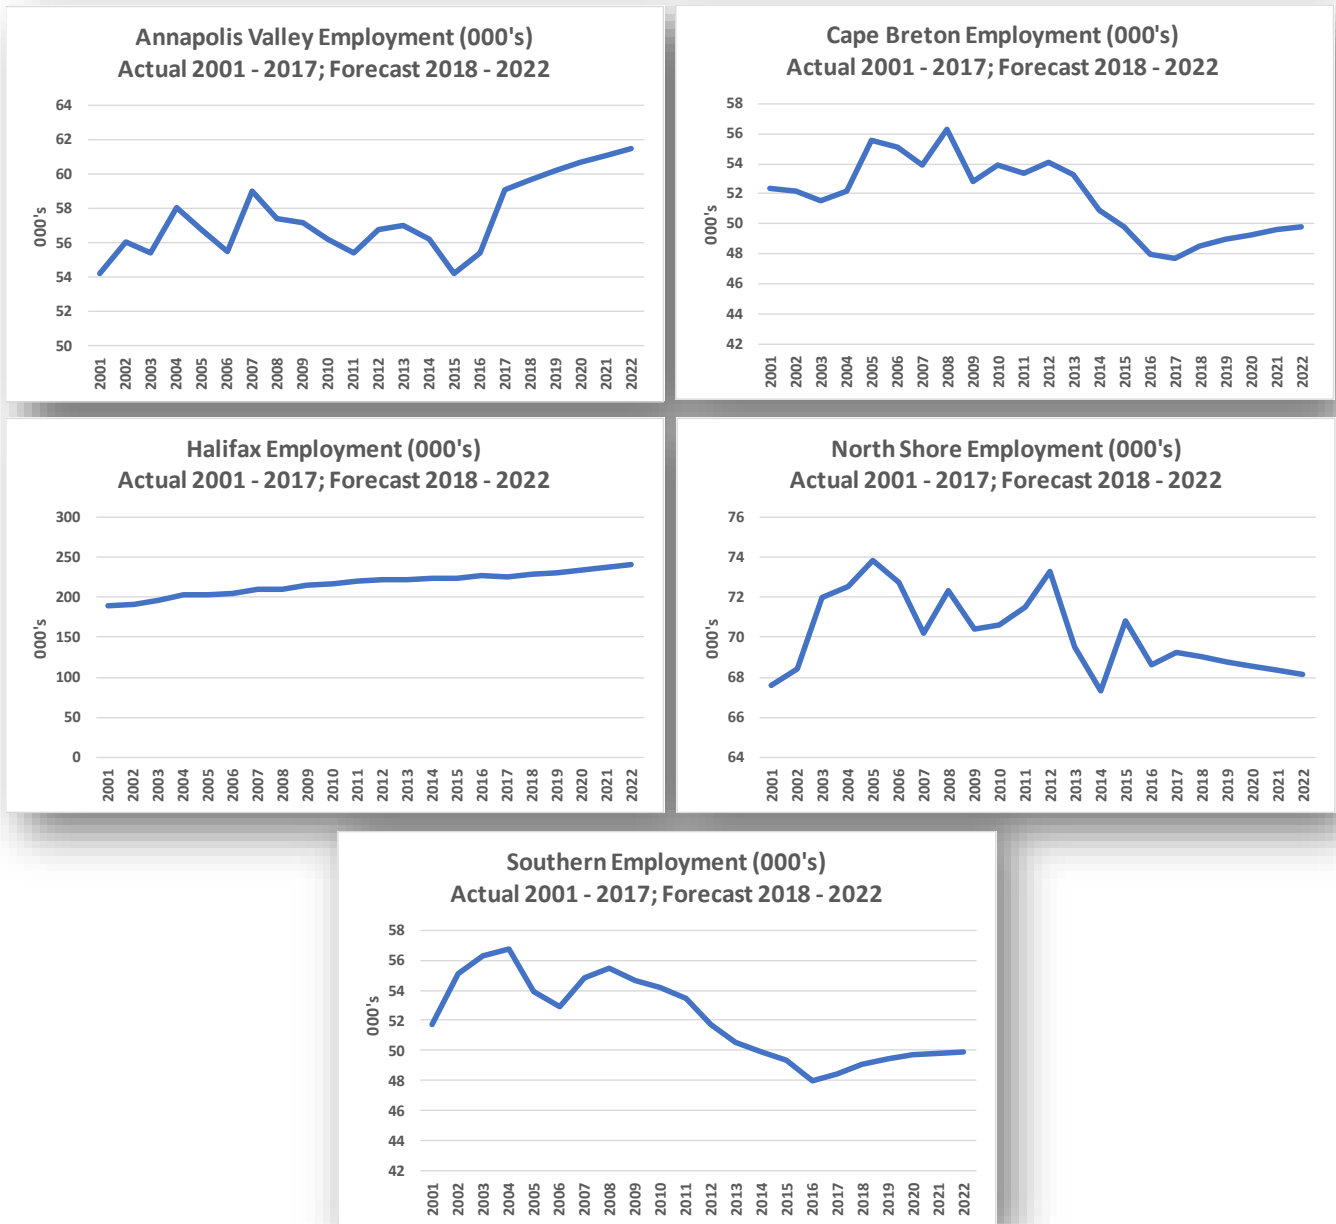 Annapolis Valley Employment (000's)
Actual 2001 - 2017; Forecast 2018 - 2022
64
62
60
58
56
54
52
50
000's
2001 2002 2003 2004 2005 2006 2007 2008 2009 2010 2011 2012 2013 2014 2015 2016 2017 2018 2019 2020 2021 2022
Cape Breton Employment (000's)
Actual 2001 - 2017; Forecast 2018 - 2022
58
56
54
52
50
48
46
44
42
000's
2001 2002 2003 2004 2005 2006 2007 2008 2009 2010 2011 2012 2013 2014 2015 2016 2017 2018 2019 2020 2021 2022
Halifax Employment (000's)
Actual 2001 - 2017; Forecast 2018 - 2022
300
250
200
150
100
50
0
000's
2001 2002 2003 2004 2005 2006 2007 2008 2009 2010 2011 2012 2013 2014 2015 2016 2017 2018 2019 2020 2021 2022
North Shore Employment (000's)
Actual 2001 - 2017; Forecast 2018 - 2022
76
74
72
70
68
66
64
000's
2001 2002 2003 2004 2005 2006 2007 2008 2009 2010 2011 2012 2013 2014 2015 2016 2017 2018 2019 2020 2021 2022
Southern Employment (000's)
Actual 2001 - 2017; Forecast 2018 - 2022
58
56
54
52
50
48
46
44
42
000's
2001 2002 2003 2004 2005 2006 2007 2008 2009 2010 2011 2012 2013 2014 2015 2016 2017 2018 2019 2020 2021 2022